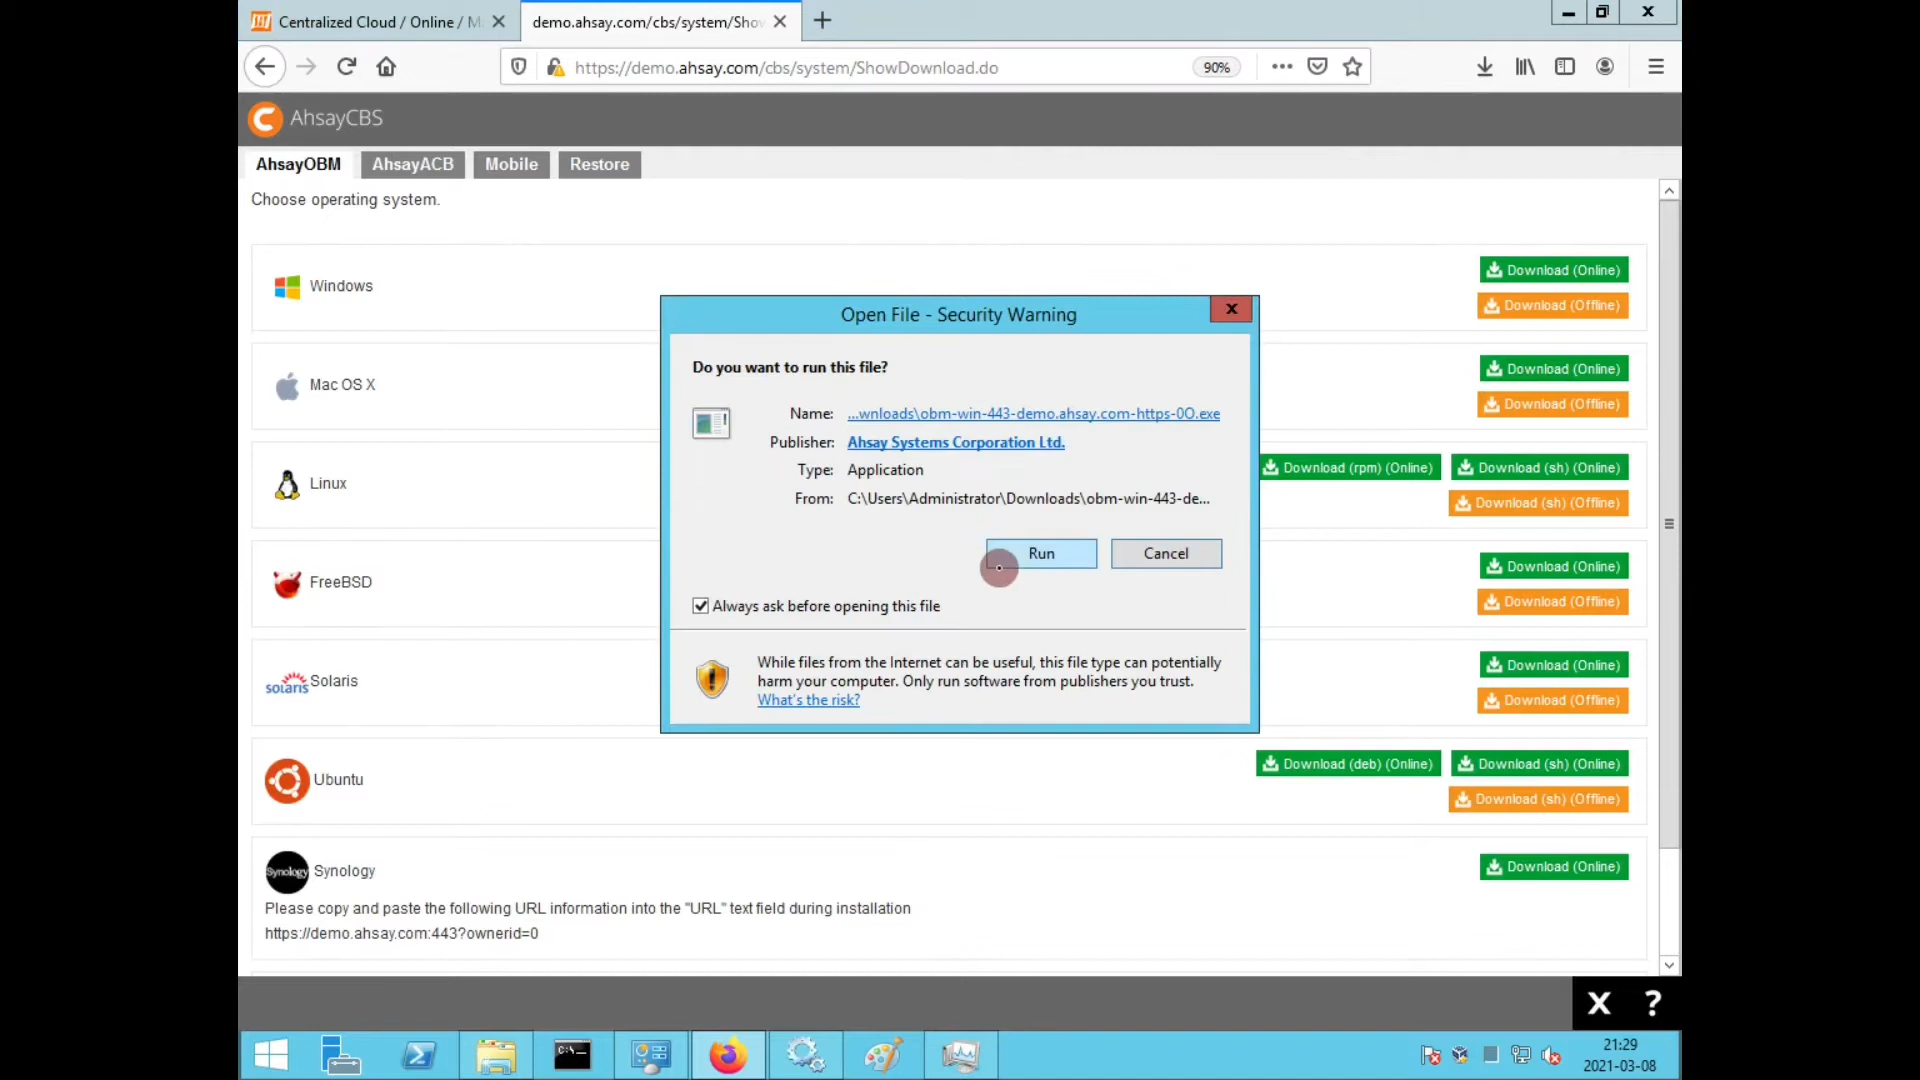 Centralized Cloud / Online / M
demo.ahsay.com/cbs/system/Sho
https://demo.ahsay.com/cbs/system/ShowDownload.do
90%
AhsayCBS
AhsayOBM
AhsayACB
Mobile
Restore
Choose operating system.
Windows
Download (Online)
Download (Offline)
Mac OS X
Download (Online)
Download (Offline)
Linux
Download (rpm) (Online)
Download (sh) (Online)
Download (sh) (Offline)
FreeBSD
Download (Online)
Download (Offline)
solaris
Solaris
Download (Online)
Download (Offline)
Ubuntu
Download (deb) (Online)
Download (sh) (Online)
Download (sh) (Offline)
Synology
Synology
Download (Online)
Please copy and paste the following URL information into the "URL" text field during installation
https://demo.ahsay.com:443?ownerid=0
Open File - Security Warning
x
Do you want to run this file?
Name: ...wnloads\obm-win-443-demo.ahsay.com-https-0O.exe
Publisher: Ahsay Systems Corporation Ltd.
Type: Application
From: C:\Users\Administrator\Downloads\obm-win-443-de...
Run
Cancel
Always ask before opening this file
While files from the Internet can be useful, this file type can potentially
harm your computer. Only run software from publishers you trust.
What's the risk?
X ?
C:\_
21:29
2021-03-08